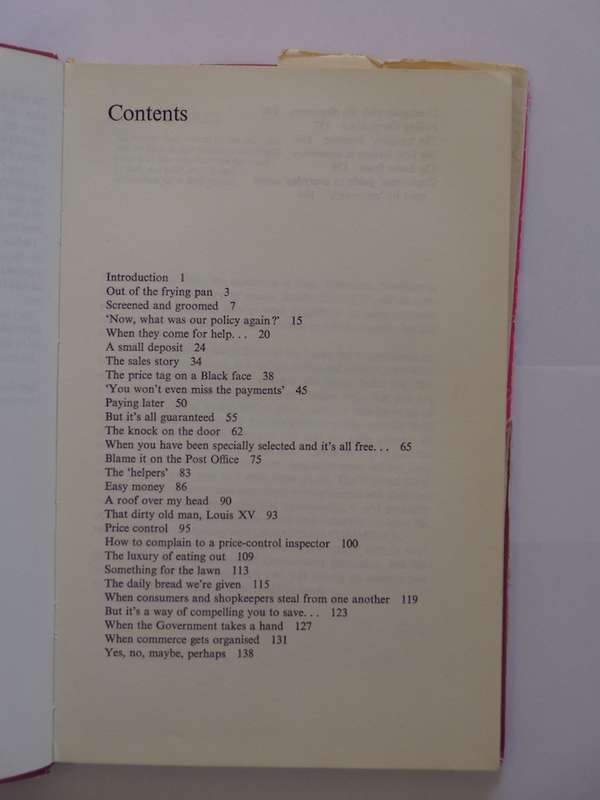 Contents
Introduction 1
Out of the frying pan 3
Screened and groomed 7
‘Now, what was our policy again?’ 15
When they come for help. . . 20
A small deposit 24
The sales story 34
The price tag on a Black face 38
‘You won’t even miss the payments’ 45
Paying later 50
But it’s all guaranteed 55
The knock on the door 62
When you have been specially selected and it’s all free. . . 65
Blame it on the Post Office 75
The ‘helpers’ 83
Easy money 86
A roof over my head 90
That dirty old man, Louis XV 93
Price control 95
How to complain to a price-control inspector 100
The luxury of eating out 109
Something for the lawn 113
The daily bread we’re given 115
When consumers and shopkeepers steal from one another 119
But it’s a way of compelling you to save. . . 123
When the Government takes a hand 127
When commerce gets organised 131
Yes, no, maybe, perhaps 138